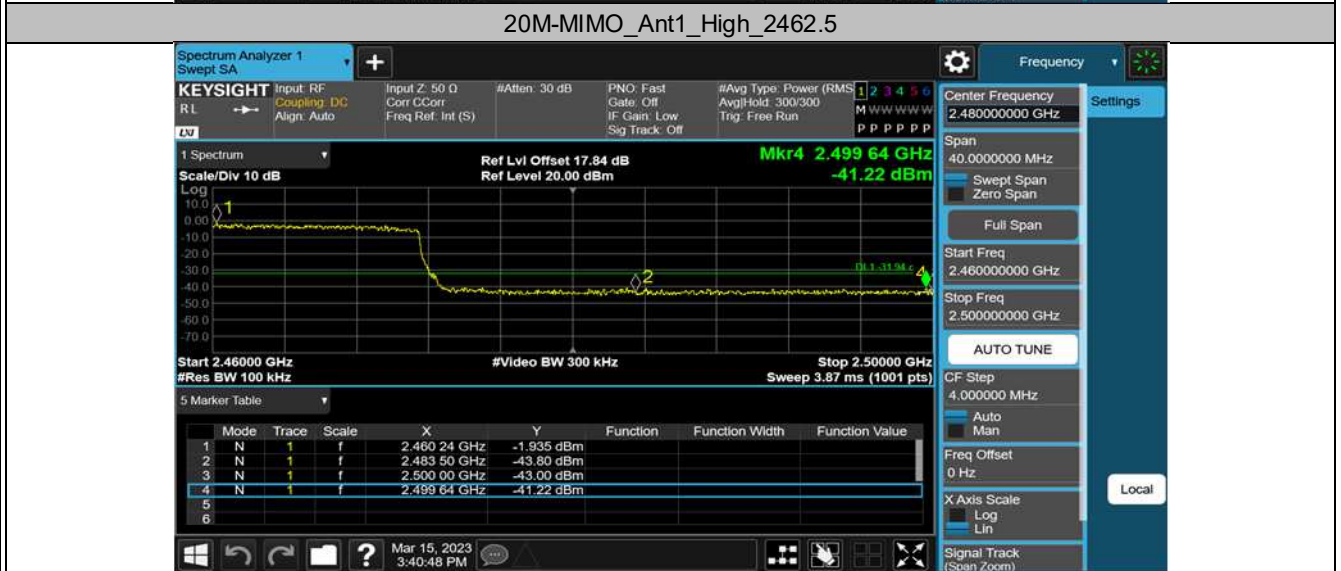 20M-MIMO_Ant1_High_2462.5
Spectrum Analyzer 1
Swept SA
Frequency
KEYSIGHT
RL
LXI
Input: RF
Coupling: DC
Align: Auto
Input Z: 50 Ω
Corr CCorr
Freq Ref: Int (S)
#Atten: 30 dB
PNO: Fast
Gate: Off
IF Gain: Low
Sig Track: Off
#Avg Type: Power (RMS
Avg|Hold: 300/300
Trig: Free Run
1 2 3 4 5 6
M W W W W W
P P P P P P
Center Frequency
2.480000000 GHz
Settings
1 Spectrum
Scale/Div 10 dB
Ref Lvl Offset 17.84 dB
Ref Level 20.00 dBm
Mkr4 2.499 64 GHz
-41.22 dBm
Span
40.0000000 MHz
Swept Span
Zero Span
Full Span
Start Freq
2.460000000 GHz
Stop Freq
2.500000000 GHz
AUTO TUNE
Log
10.0
0.00
-10.0
-20.0
-30.0
-40.0
-50.0
-60.0
-70.0
1
2
4
Start 2.46000 GHz
#Video BW 300 kHz
Stop 2.50000 GHz
#Res BW 100 kHz
Sweep 3.87 ms (1001 pts)
CF Step
4.000000 MHz
Auto
Man
Freq Offset
0 Hz
X Axis Scale
Log
Lin
Signal Track
(Span Zoom)
Local
5 Marker Table
Mode Trace Scale X Y Function Function Width Function Value
1 N 1 f 2.460 24 GHz -1.935 dBm
2 N 1 f 2.483 50 GHz -43.80 dBm
3 N 1 f 2.500 00 GHz -43.00 dBm
4 N 1 f 2.499 64 GHz -41.22 dBm
5
6
Mar 15, 2023
3:40:48 PM